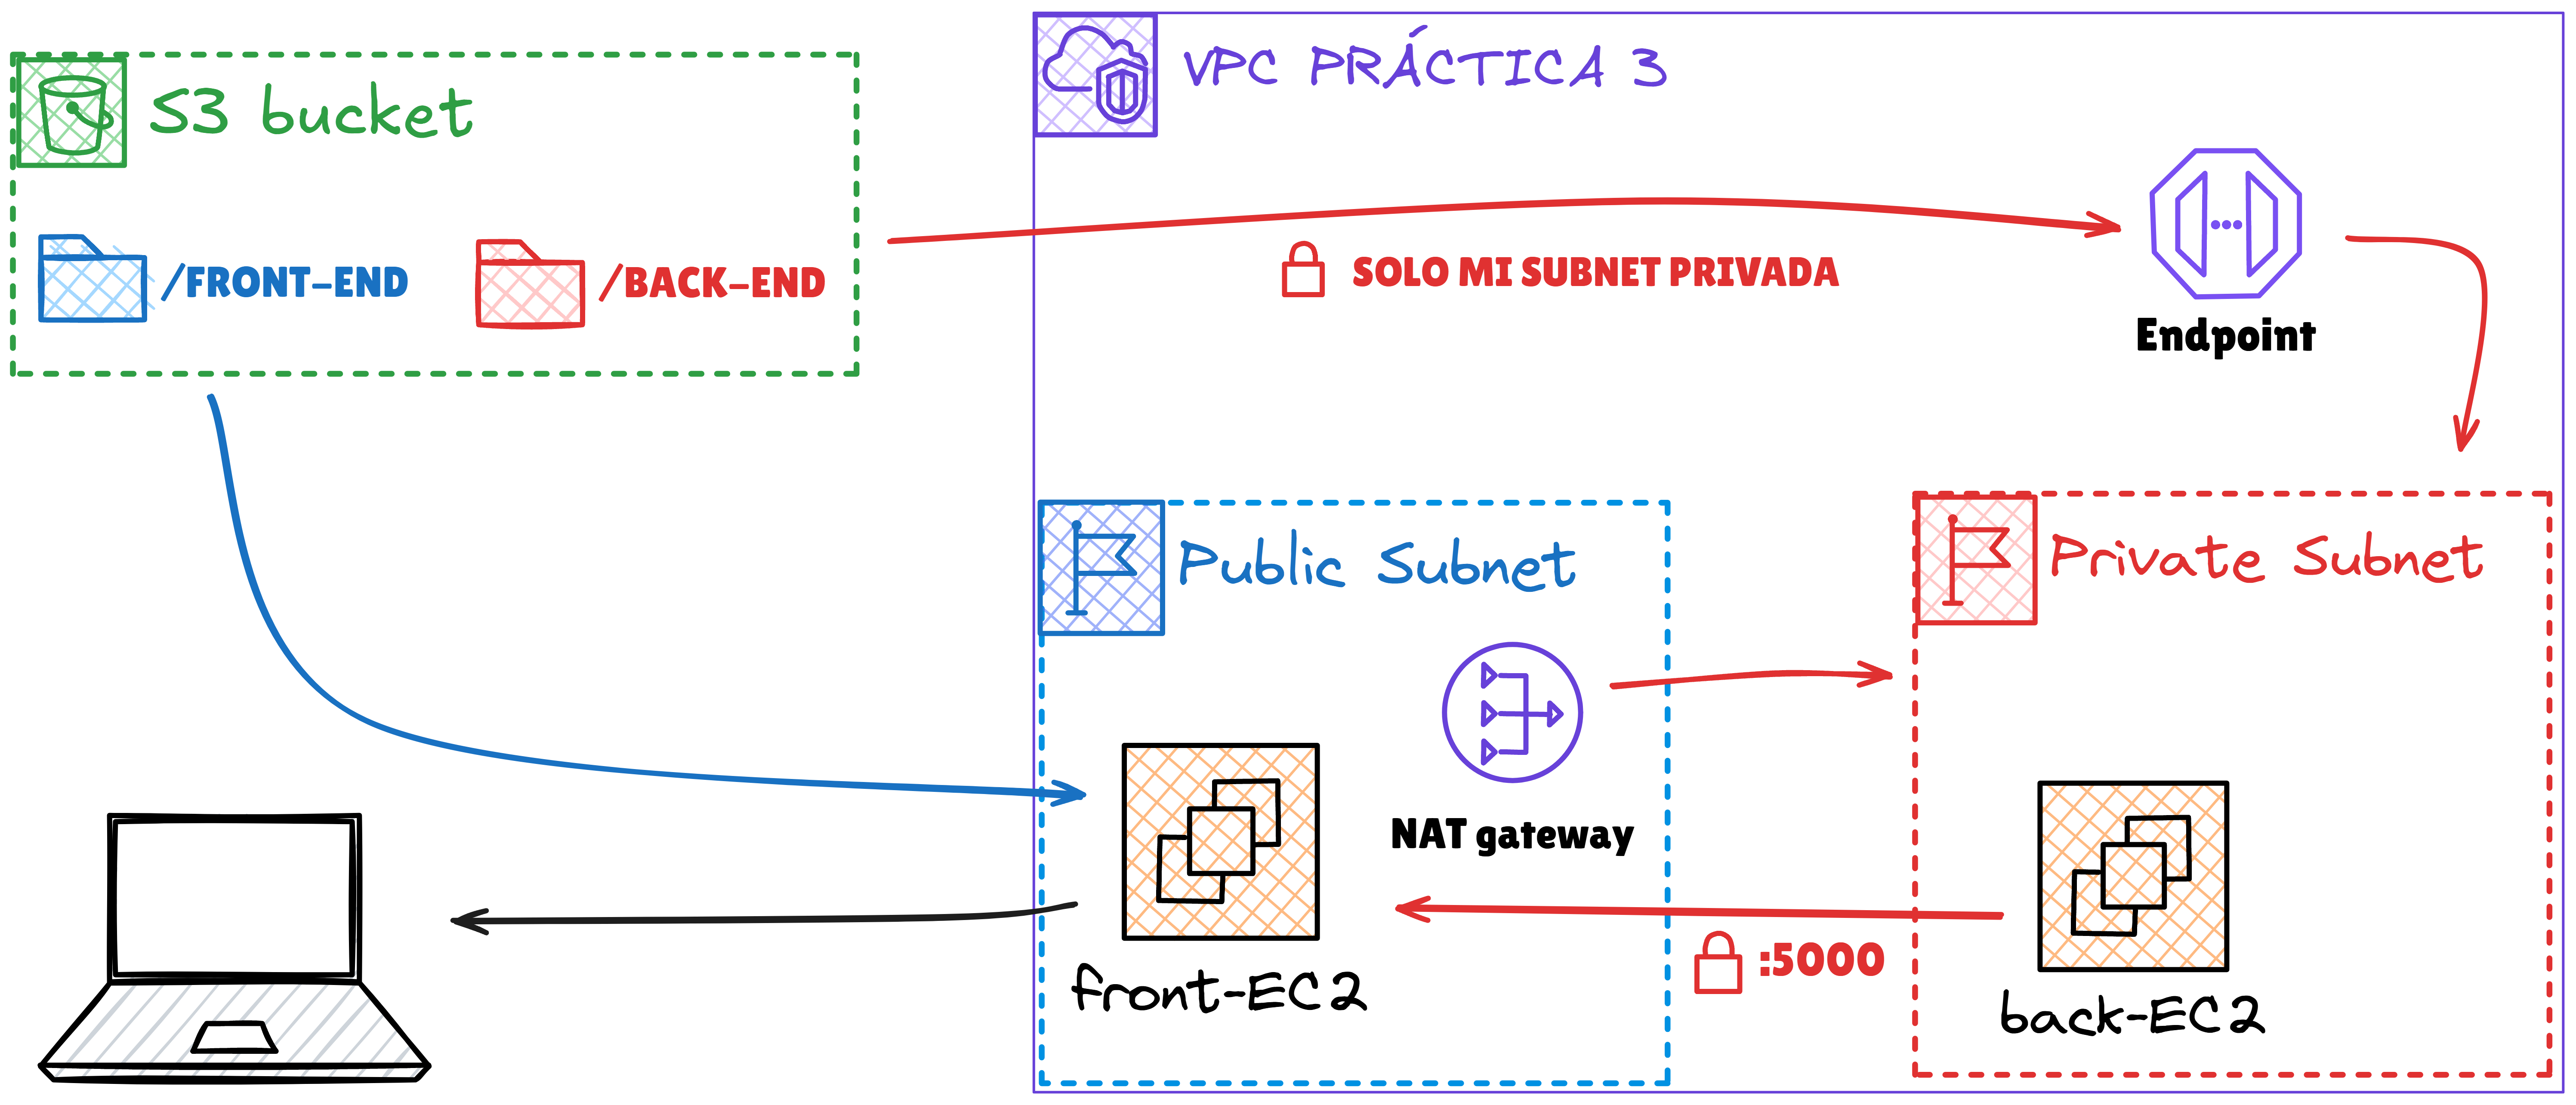 S3 bucket
/FRONT-END
/BACK-END
VPC PRÁCTICA 3
SOLO MI SUBNET PRIVADA
Endpoint
Public Subnet
Private Subnet
NAT gateway
front-EC2
:5000
back-EC2